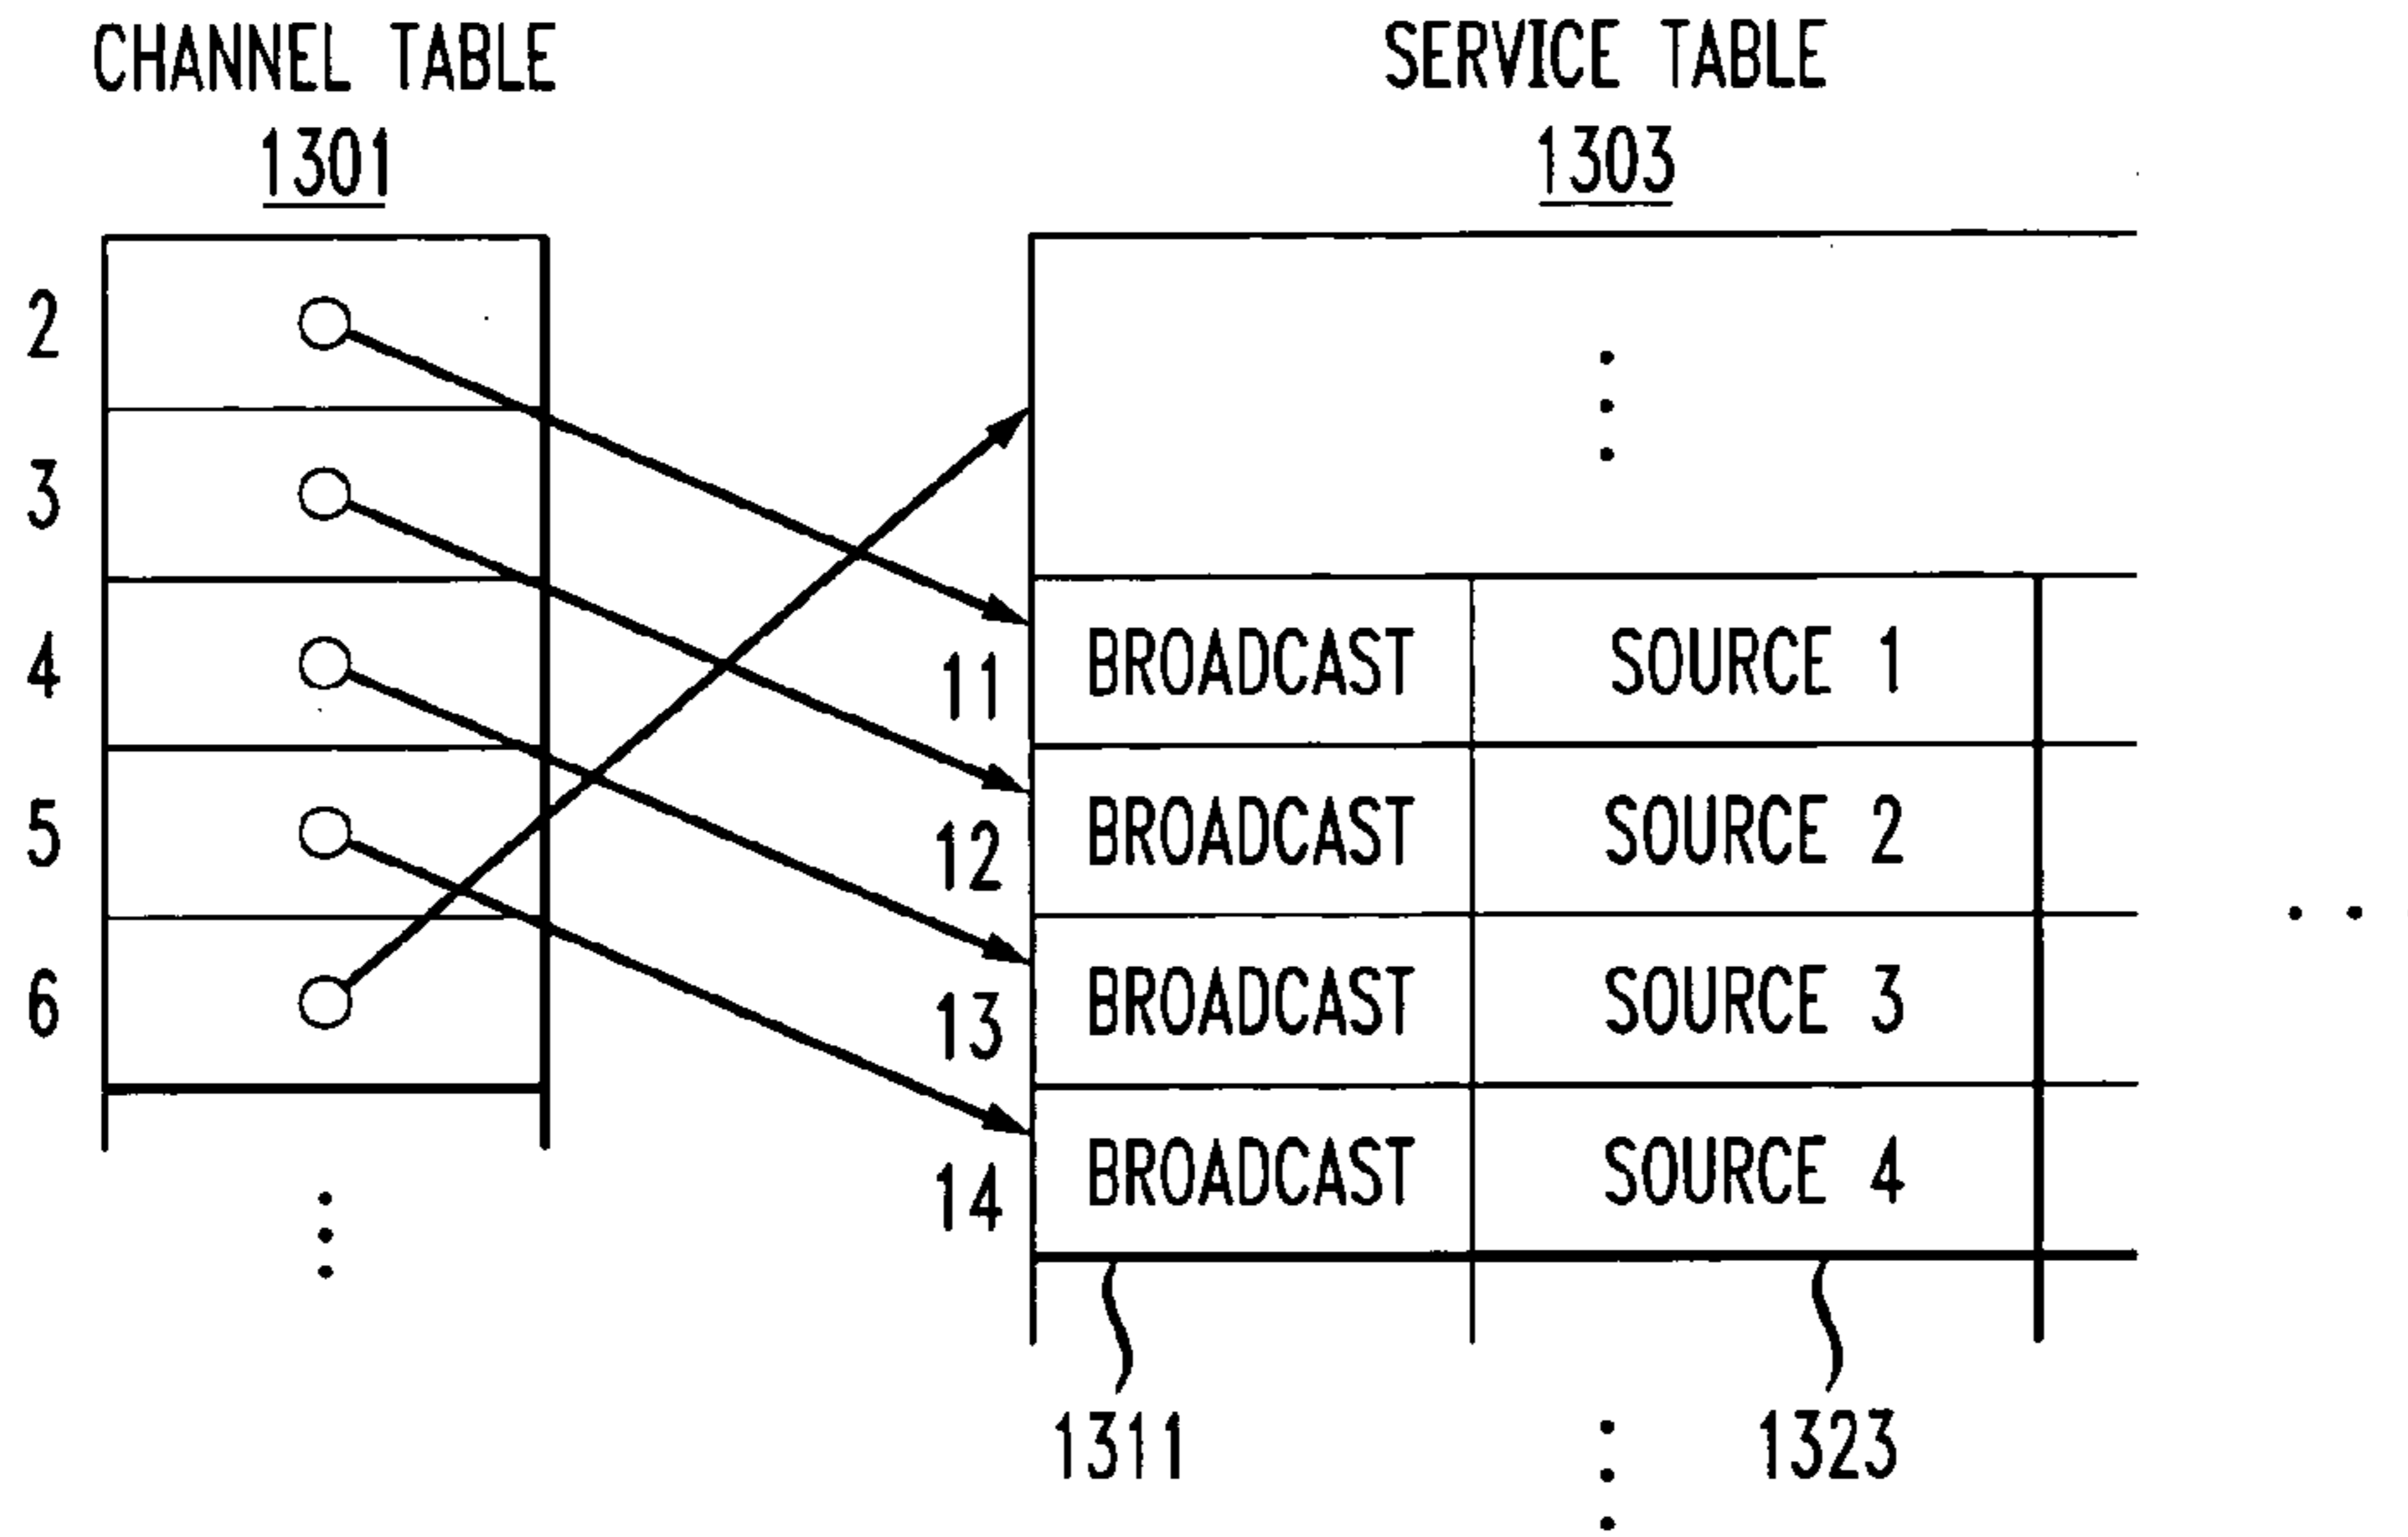 CHANNEL TABLE
1301
2
3
4
5
6
SERVICE TABLE
1303
11 BROADCAST SOURCE 1
12 BROADCAST SOURCE 2
13 BROADCAST SOURCE 3
14 BROADCAST SOURCE 4
1311
1323